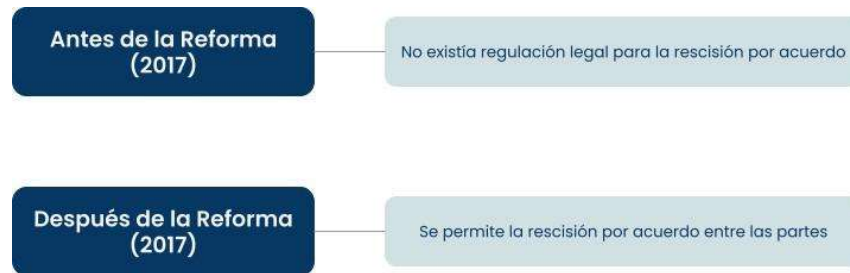 Antes de la Reforma
(2017)
No existía regulación legal para la rescisión por acuerdo
Después de la Reforma
(2017)
Se permite la rescisión por acuerdo entre las partes